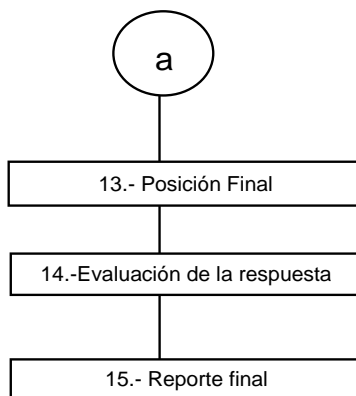 a
13.- Posición Final
14.-Evaluación de la respuesta
15.- Reporte final